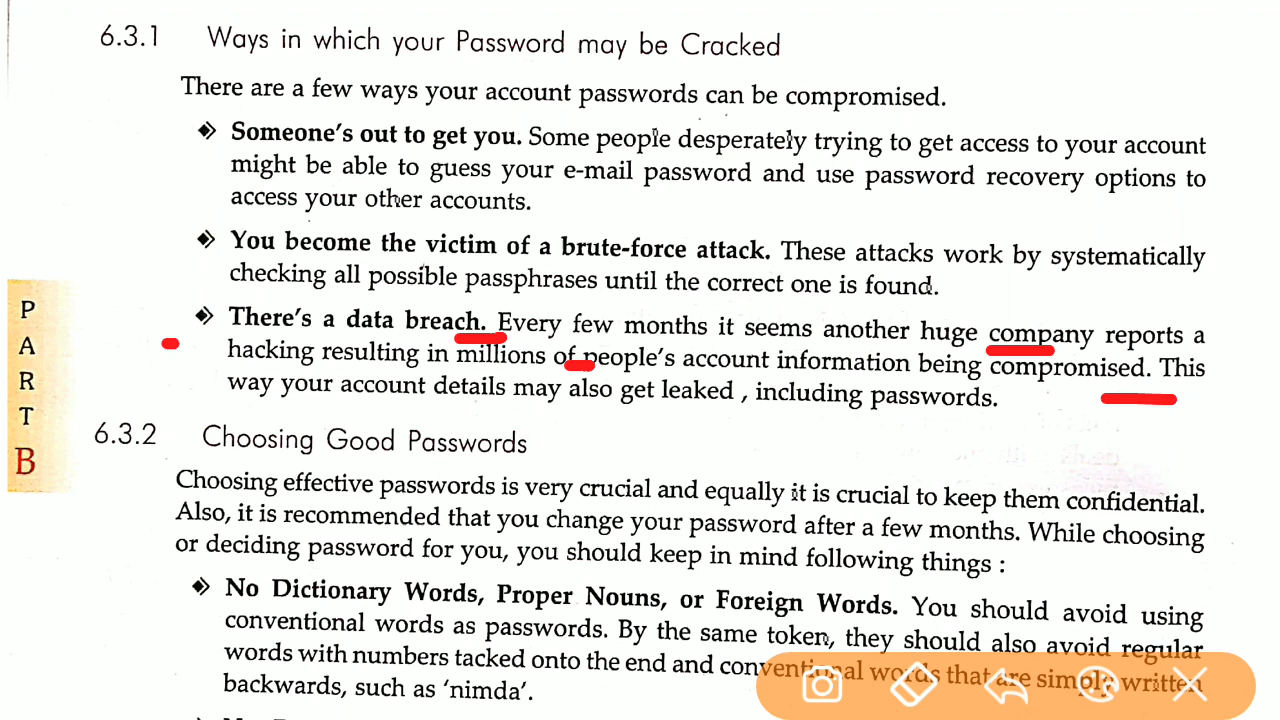 6.3.1 Ways in which your Password may be Cracked
There are a few ways your account passwords can be compromised.
Someone's out to get you. Some people desperately trying to get access to your account
might be able to guess your e-mail password and use password recovery options to
access your other accounts.
You become the victim of a brute-force attack. These attacks work by systematically
checking all possible passphrases until the correct one is found.
There's a data breach. Every few months it seems another huge company reports a
hacking resulting in millions of people's account information being compromised. This
way your account details may also get leaked , including passwords.
P
A
R
T
B
6.3.2 Choosing Good Passwords
Choosing effective passwords is very crucial and equally it is crucial to keep them confidential.
Also, it is recommended that you change your password after a few months. While choosing
or deciding password for you, you should keep in mind following things :
No Dictionary Words, Proper Nouns, or Foreign Words. You should avoid using
conventional words as passwords. By the same token, they should also avoid regular
words with numbers tacked onto the end and conventional words that are simply written
backwards, such as 'nimda'.